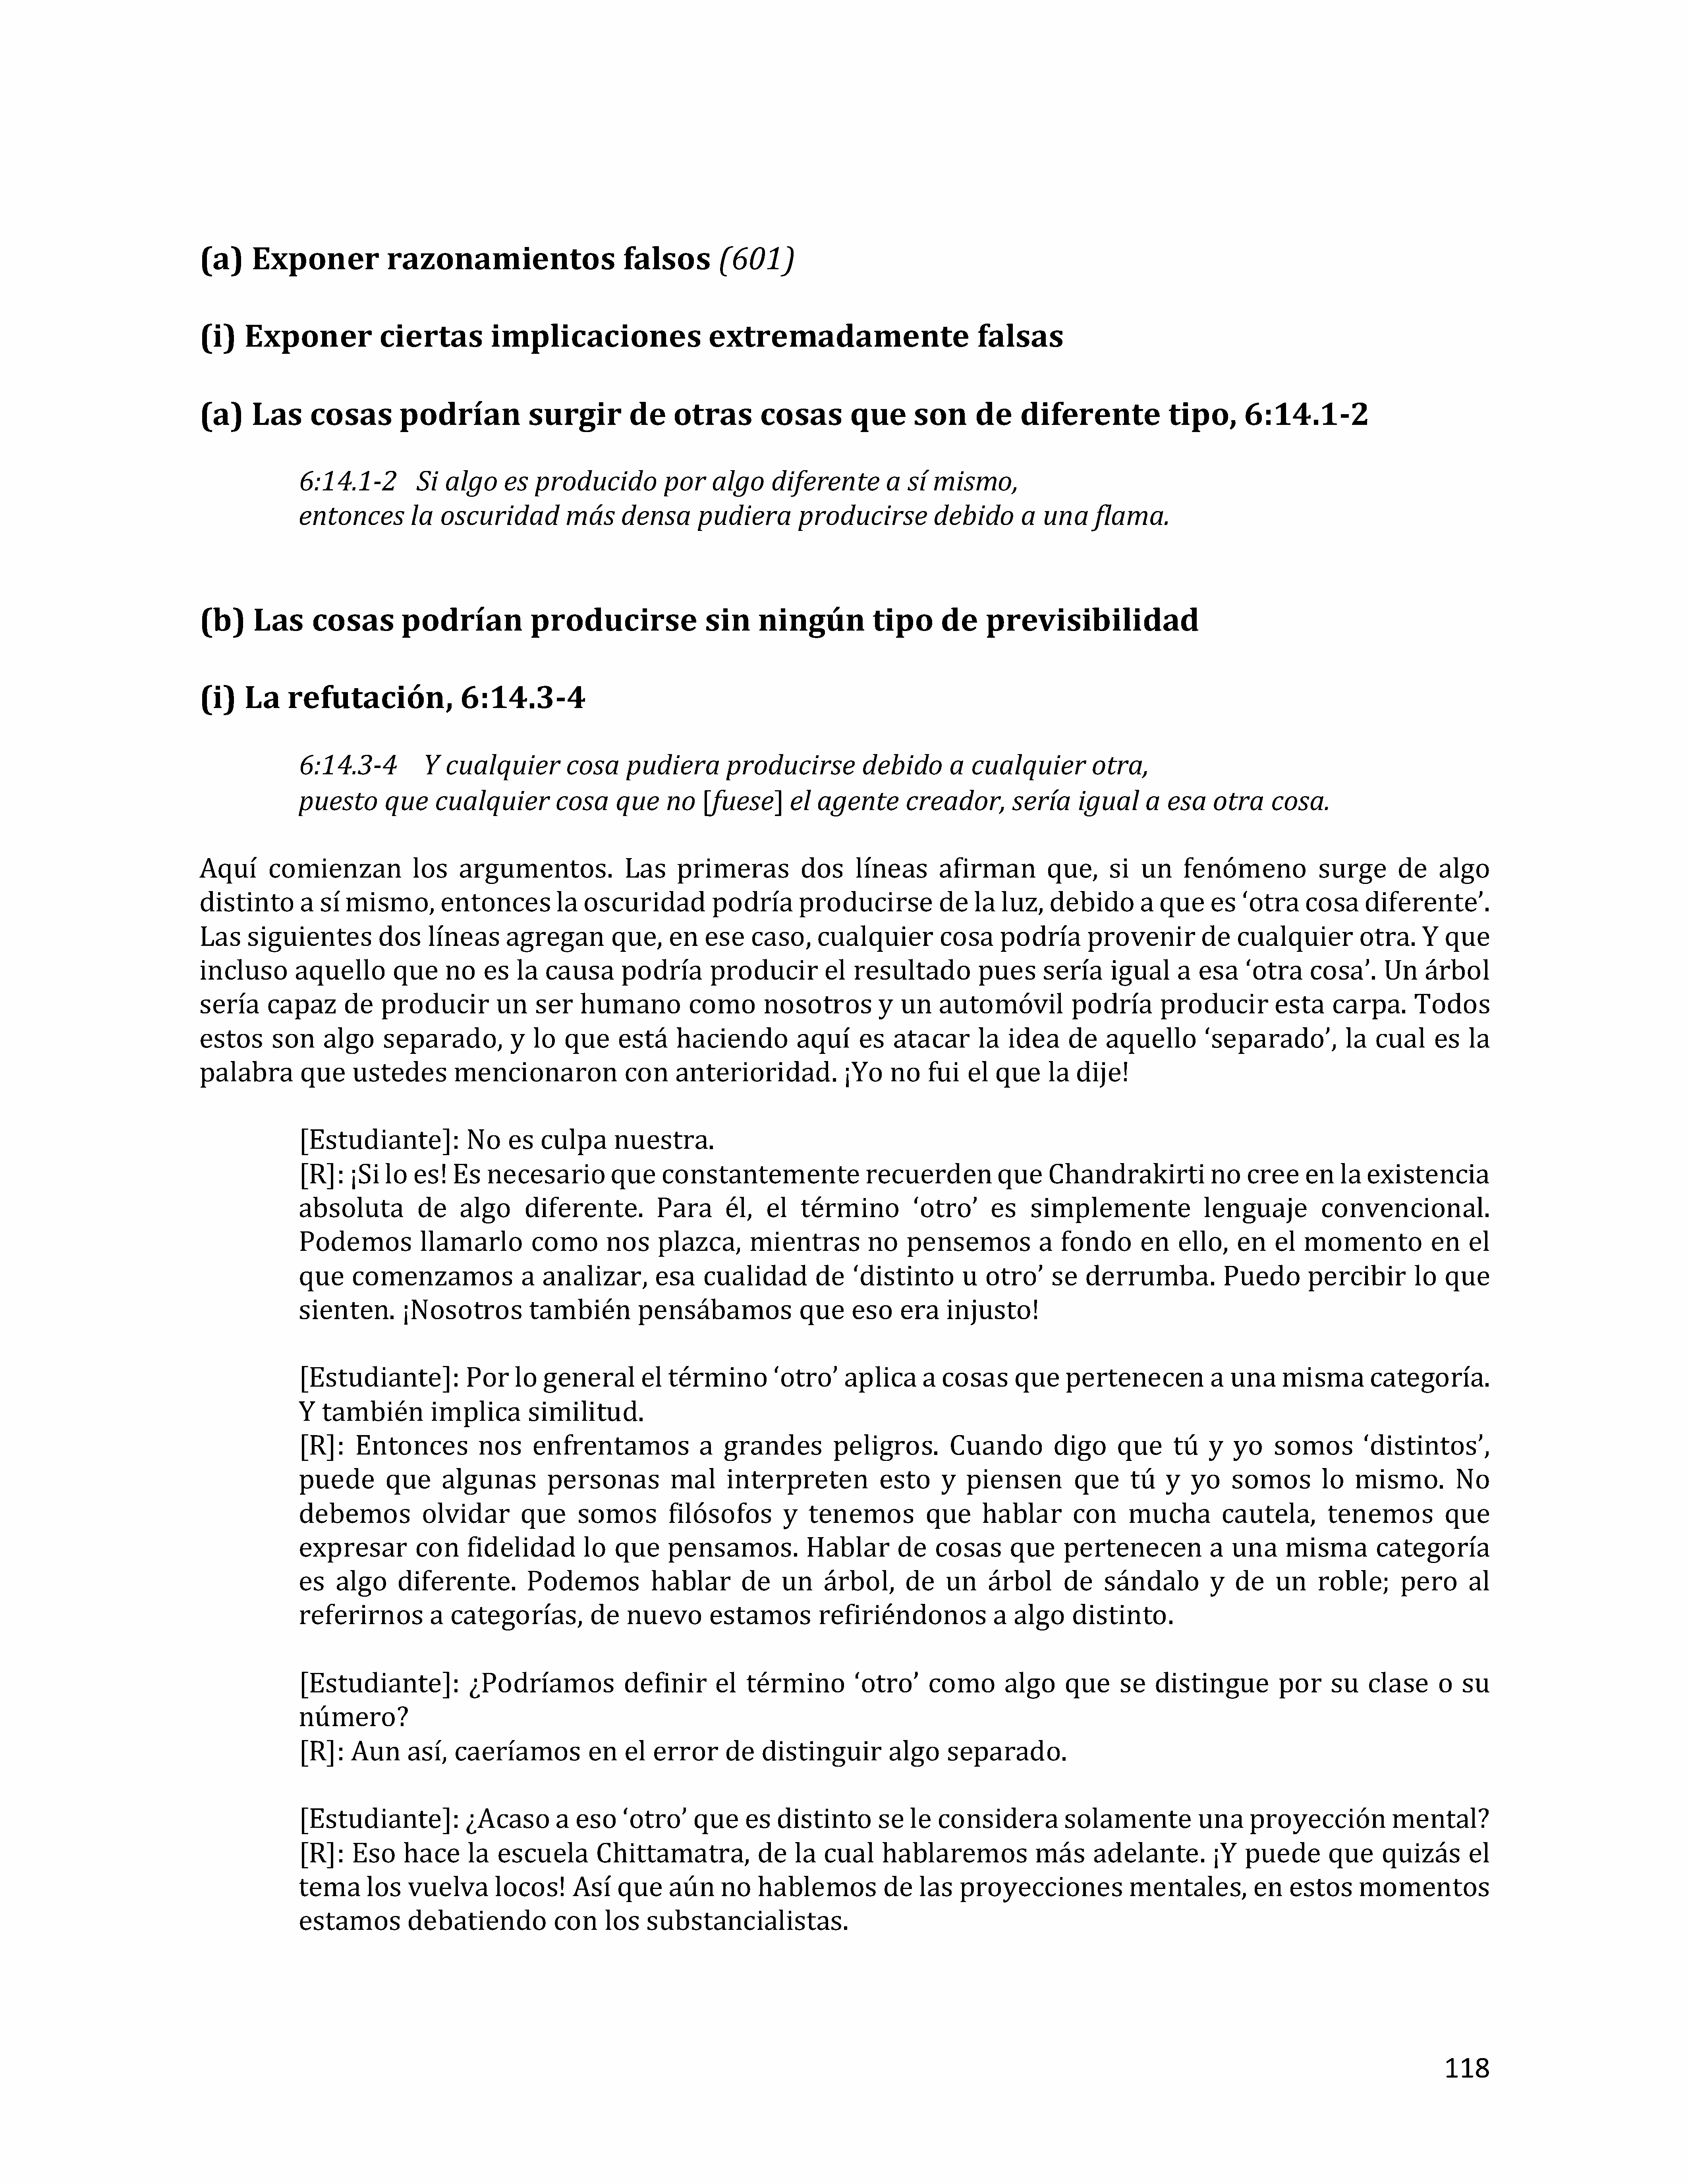 (a) Exponer razonamientos falsos (601)
(i) Exponer ciertas implicaciones extremadamente falsas
(a) Las cosas podrían surgir de otras cosas que son de diferente tipo, 6:14.1-2
6:14.1-2 Si algo es producido por algo diferente a sí mismo,
entonces la oscuridad más densa pudiera producirse debido a una flama.
(b) Las cosas podrían producirse sin ningún tipo de previsibilidad
(i) La refutación, 6:14.3-4
6:14.3-4 Y cualquier cosa pudiera producirse debido a cualquier otra,
puesto que cualquier cosa que no [fuese] el agente creador, sería igual a esa otra cosa.
Aquí comienzan los argumentos. Las primeras dos líneas afirman que, si un fenómeno surge de algo
distinto a sí mismo, entonces la oscuridad podría producirse de la luz, debido a que es ‘otra cosa diferente’.
Las siguientes dos líneas agregan que, en ese caso, cualquier cosa podría provenir de cualquier otra. Y que
incluso aquello que no es la causa podría producir el resultado pues sería igual a esa ‘otra cosa’. Un árbol
sería capaz de producir un ser humano como nosotros y un automóvil podría producir esta carpa. Todos
estos son algo separado, y lo que está haciendo aquí es atacar la idea de aquello ‘separado’, la cual es la
palabra que ustedes mencionaron con anterioridad. ¡Yo no fui el que la dije!
[Estudiante]: No es culpa nuestra.
[R]: ¡Si lo es! Es necesario que constantemente recuerden que Chandrakirti no cree en la existencia
absoluta de algo diferente. Para él, el término ‘otro’ es simplemente lenguaje convencional.
Podemos llamarlo como nos plazca, mientras no pensemos a fondo en ello, en el momento en el
que comenzamos a analizar, esa cualidad de ‘distinto u otro’ se derrumba. Puedo percibir lo que
sienten. ¡Nosotros también pensábamos que eso era injusto!
[Estudiante]: Por lo general el término ‘otro’ aplica a cosas que pertenecen a una misma categoría.
Y también implica similitud.
[R]: Entonces nos enfrentamos a grandes peligros. Cuando digo que tú y yo somos ‘distintos’,
puede que algunas personas mal interpreten esto y piensen que tú y yo somos lo mismo. No
debemos olvidar que somos filósofos y tenemos que hablar con mucha cautela, tenemos que
expresar con fidelidad lo que pensamos. Hablar de cosas que pertenecen a una misma categoría
es algo diferente. Podemos hablar de un árbol, de un árbol de sándalo y de un roble; pero al
referirnos a categorías, de nuevo estamos refiriéndonos a algo distinto.
[Estudiante]: ¿Podríamos definir el término ‘otro’ como algo que se distingue por su clase o su
número?
[R]: Aun así, caeríamos en el error de distinguir algo separado.
[Estudiante]: ¿Acaso a eso ‘otro’ que es distinto se le considera solamente una proyección mental?
[R]: Eso hace la escuela Chittamatra, de la cual hablaremos más adelante. ¡Y puede que quizás el
tema los vuelva locos! Así que aún no hablemos de las proyecciones mentales, en estos momentos
estamos debatiendo con los substancialistas.
118